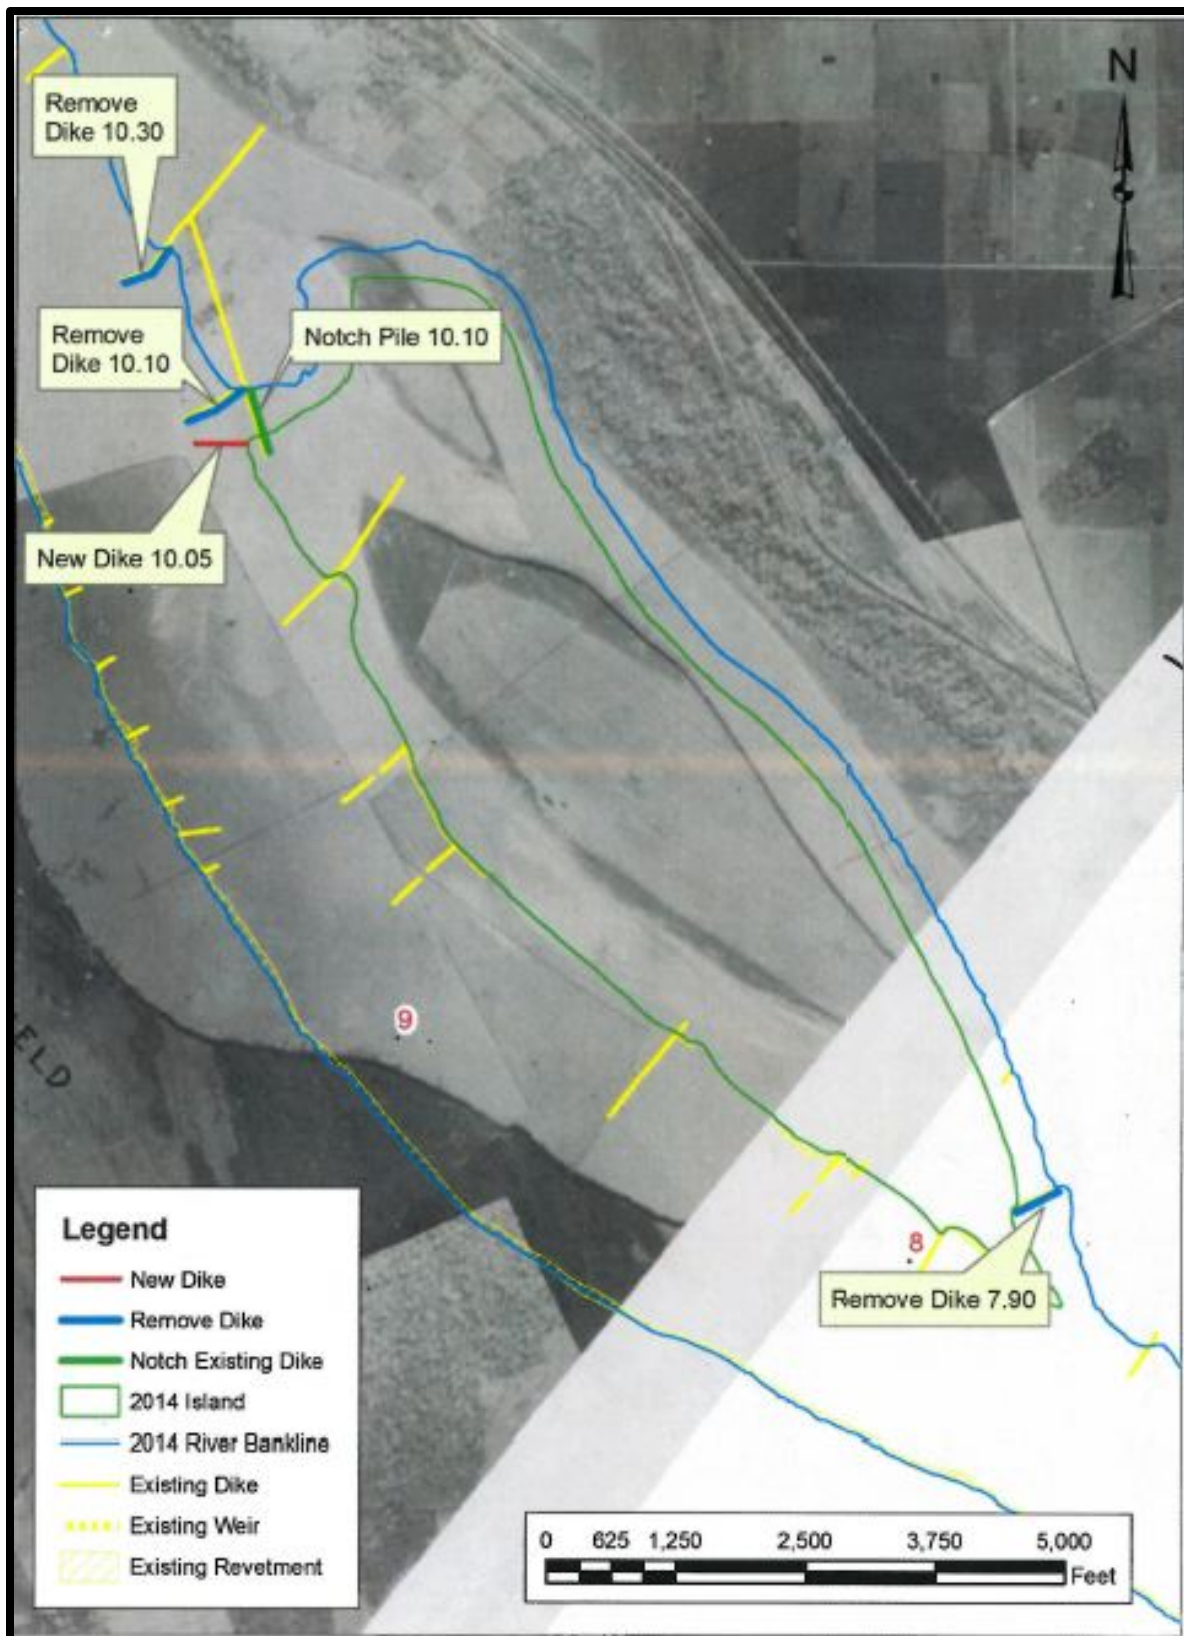 N
Remove
Dike 10.30
Remove
Dike 10.10
Notch Pile 10.10
New Dike 10.05
9
ELD
8
Remove Dike 7.90
Legend
New Dike
Remove Dike
Notch Existing Dike
2014 Island
2014 River Bankline
Existing Dike
Existing Weir
Existing Revetment
0 625 1,250 2,500 3,750 5,000
Feet